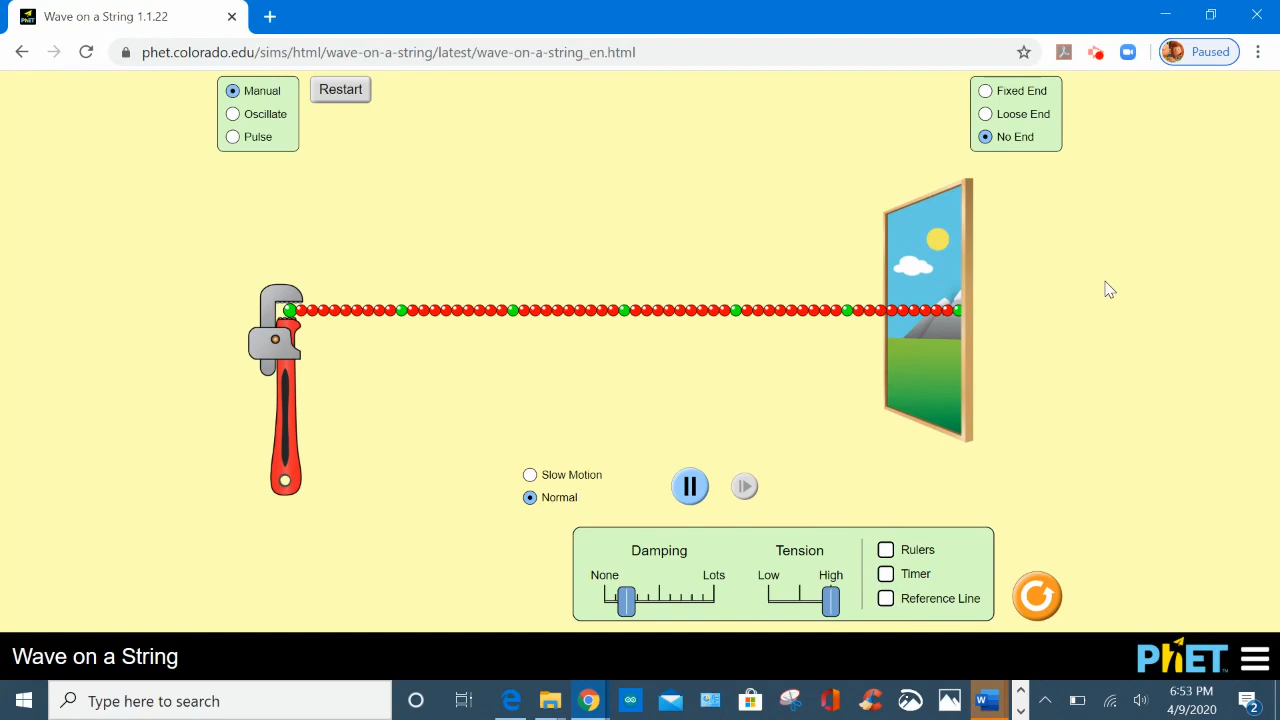 Wave on a String 1.1.22
phet.colorado.edu/sims/html/wave-on-a-string/latest/wave-on-a-string_en.html
Paused
Manual
Oscillate
Pulse
Restart
Fixed End
Loose End
No End
Slow Motion
Normal
Damping
None
Lots
Tension
Low
High
Rulers
Timer
Reference Line
Wave on a String
PhET
Type here to search
6:53 PM
4/9/2020
2